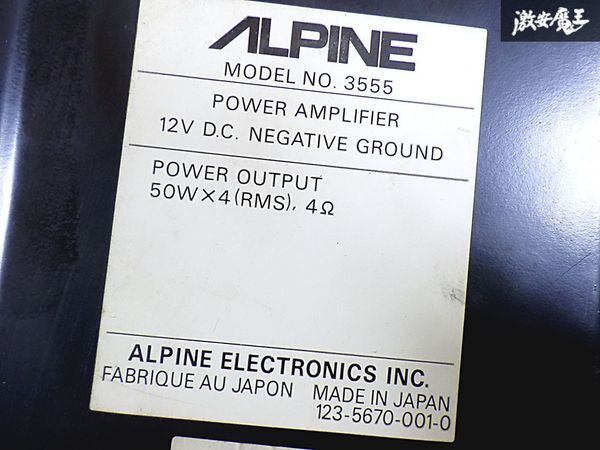 激安魔王
ALPINE
MODEL NO. 3555
POWER AMPLIFIER
12V D.C. NEGATIVE GROUND
POWER OUTPUT
50W×4(RMS), 4Ω
ALPINE ELECTRONICS INC.
FABRIQUE AU JAPON MADE IN JAPAN
123-5670-001-0